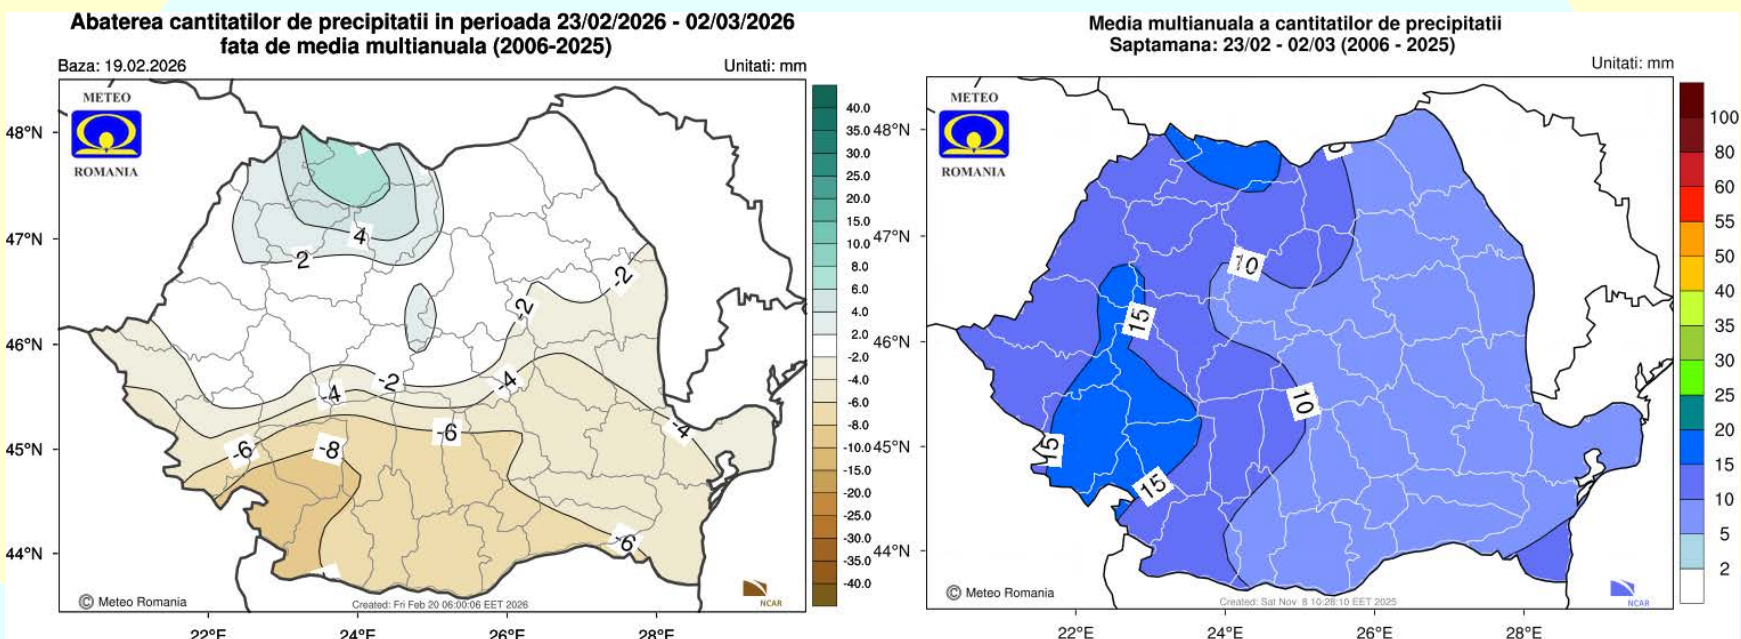 Abaterea cantitatilor de precipitatii in perioada 23/02/2026 - 02/03/2026
fata de media multianuala (2006-2025)
Baza: 19.02.2026
Unitati: mm
METEO
ROMANIA
48°N
47°N
46°N
45°N
44°N
22°E
24°E
26°E
28°E
2
4
-2
-2
-2
-4
-4
-4
-6
-6
-8
-6
40.0
35.0
30.0
25.0
20.0
15.0
10.0
8.0
6.0
4.0
2.0
-2.0
-4.0
-6.0
-8.0
-10.0
-15.0
-20.0
-25.0
-30.0
-35.0
-40.0
© Meteo Romania
Created: Fri Feb 20 06:00:06 EET 2026
NCAR
Media multianuala a cantitatilor de precipitatii
Saptamana: 23/02 - 02/03 (2006 - 2025)
Unitati: mm
METEO
ROMANIA
48°N
47°N
46°N
45°N
44°N
22°E
24°E
26°E
28°E
10
15
10
15
15
100
80
60
55
50
40
35
30
25
20
15
10
5
2
© Meteo Romania
Created: Sat Nov 8 10:28:10 EET 2025
NCAR